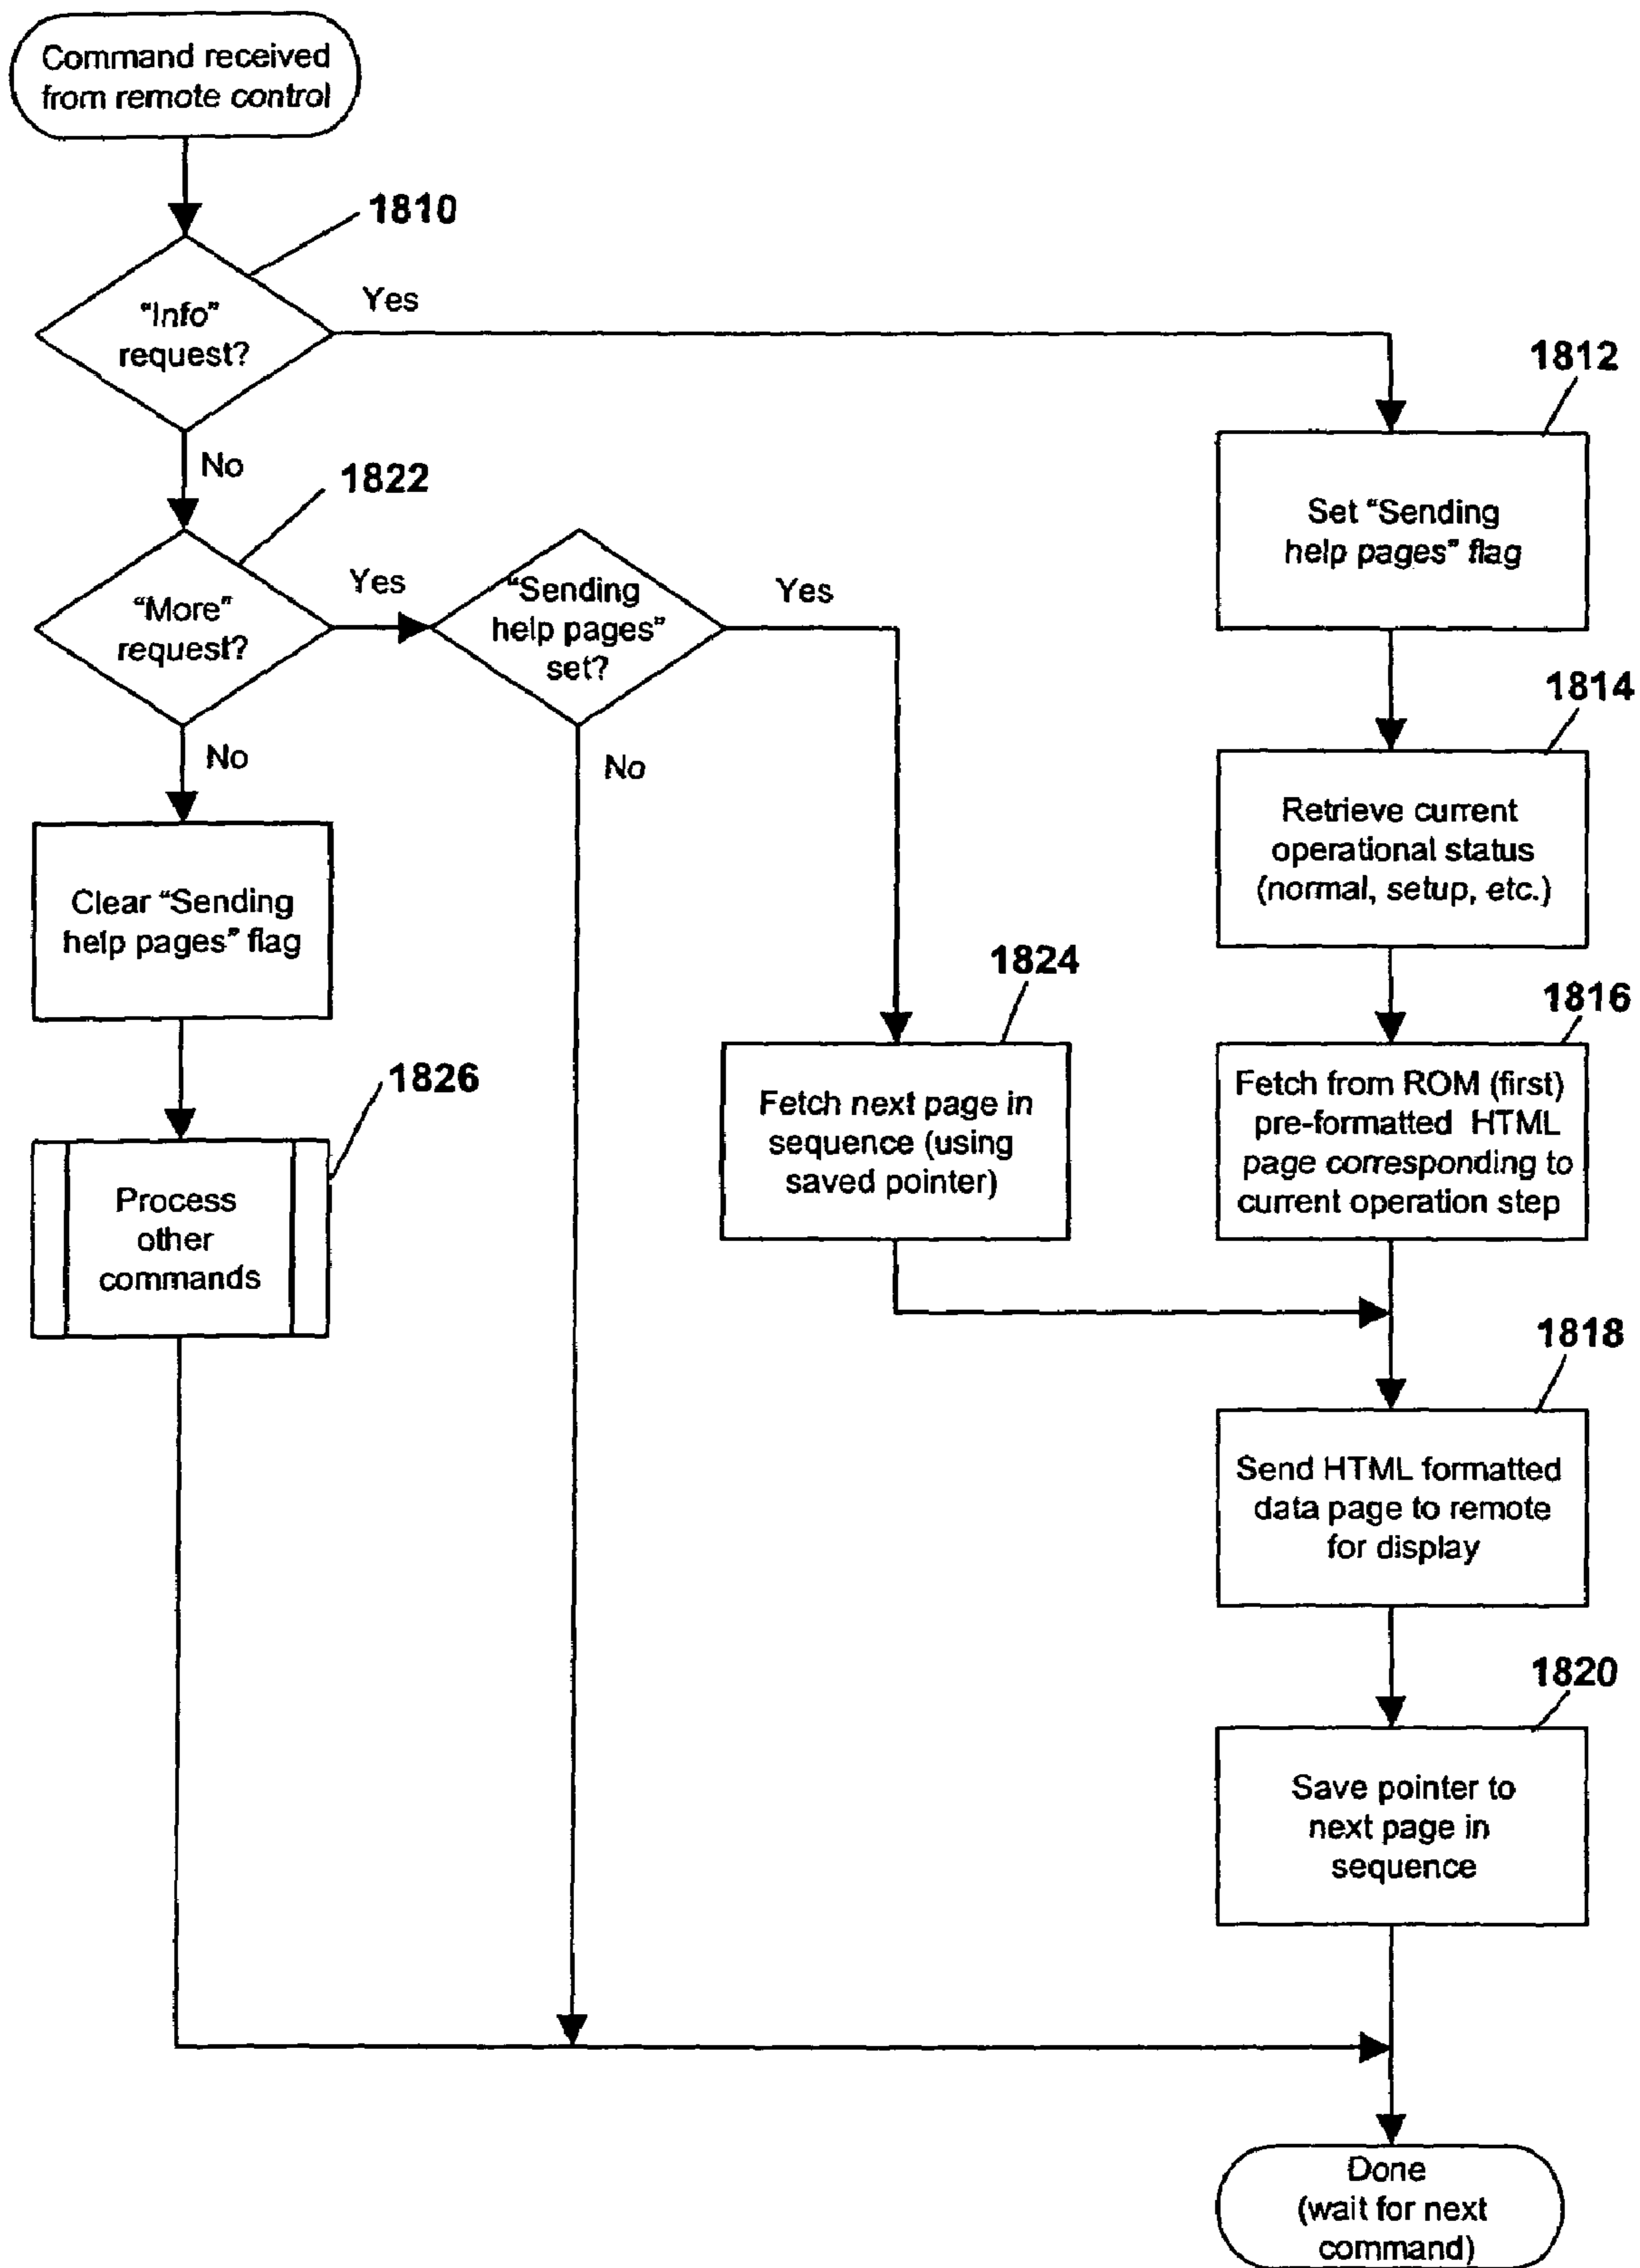 Command received
from remote control
1810
"Info"
request?
Yes
No
1812
Set "Sending
help pages" flag
1822
"More"
request?
Yes
"Sending
help pages"
set?
Yes
No
No
1814
Retrieve current
operational status
(normal, setup, etc.)
Clear "Sending
help pages" flag
1824
Fetch next page in
sequence (using
saved pointer)
1816
Fetch from ROM (first)
pre-formatted HTML
page corresponding to
current operation step
1826
Process
other
commands
1818
Send HTML formatted
data page to remote
for display
1820
Save pointer to
next page in
sequence
Done
(wait for next
command)